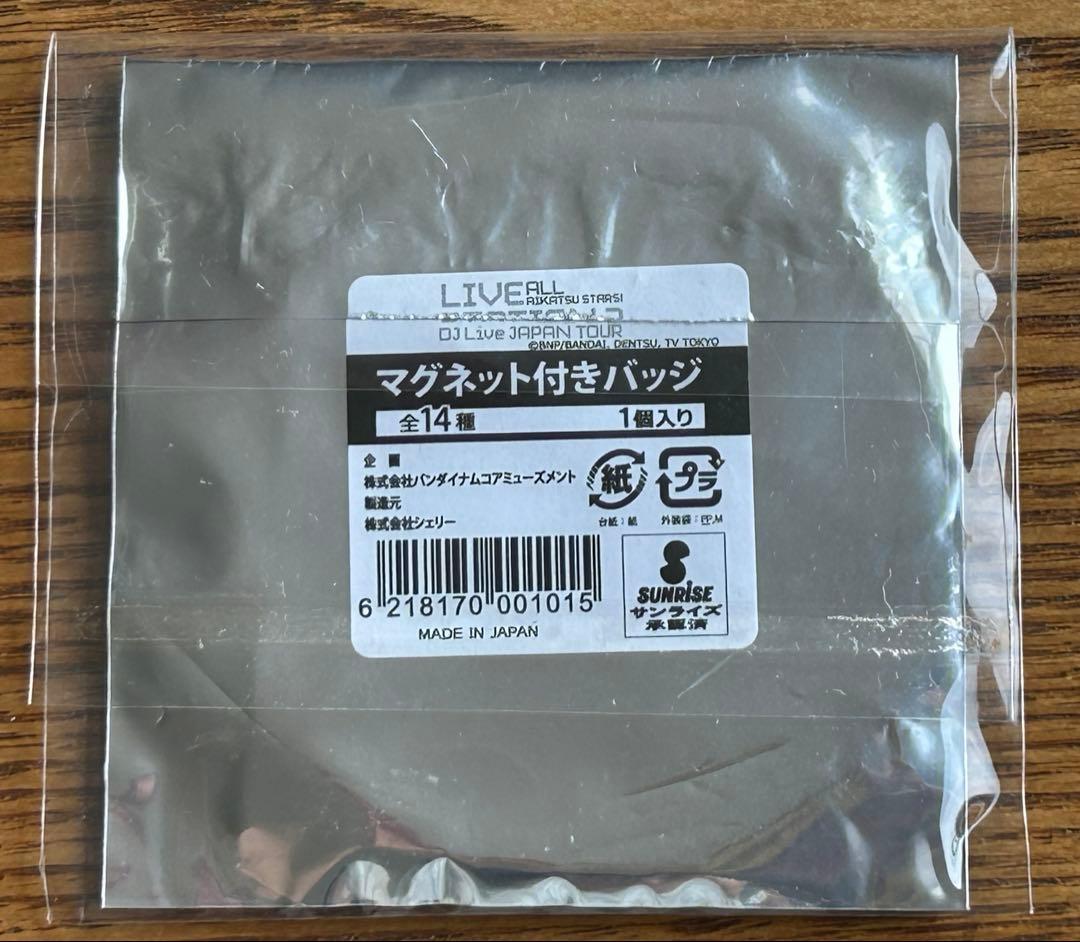 LIVE ALL
AIKATSU STARS!
DJ Live JAPAN TOUR
©BNP/BANDAI, DENTSU, TV TOKYO
マグネット付きバッジ
全14種 1個入り
企画
株式会社バンダイナムコアミューズメント
製造元
株式会社シェリー
紙
プラ
台紙:紙 外装袋:PP,M
6 218170 001015
MADE IN JAPAN
SUNRISE
サンライズ
承認済